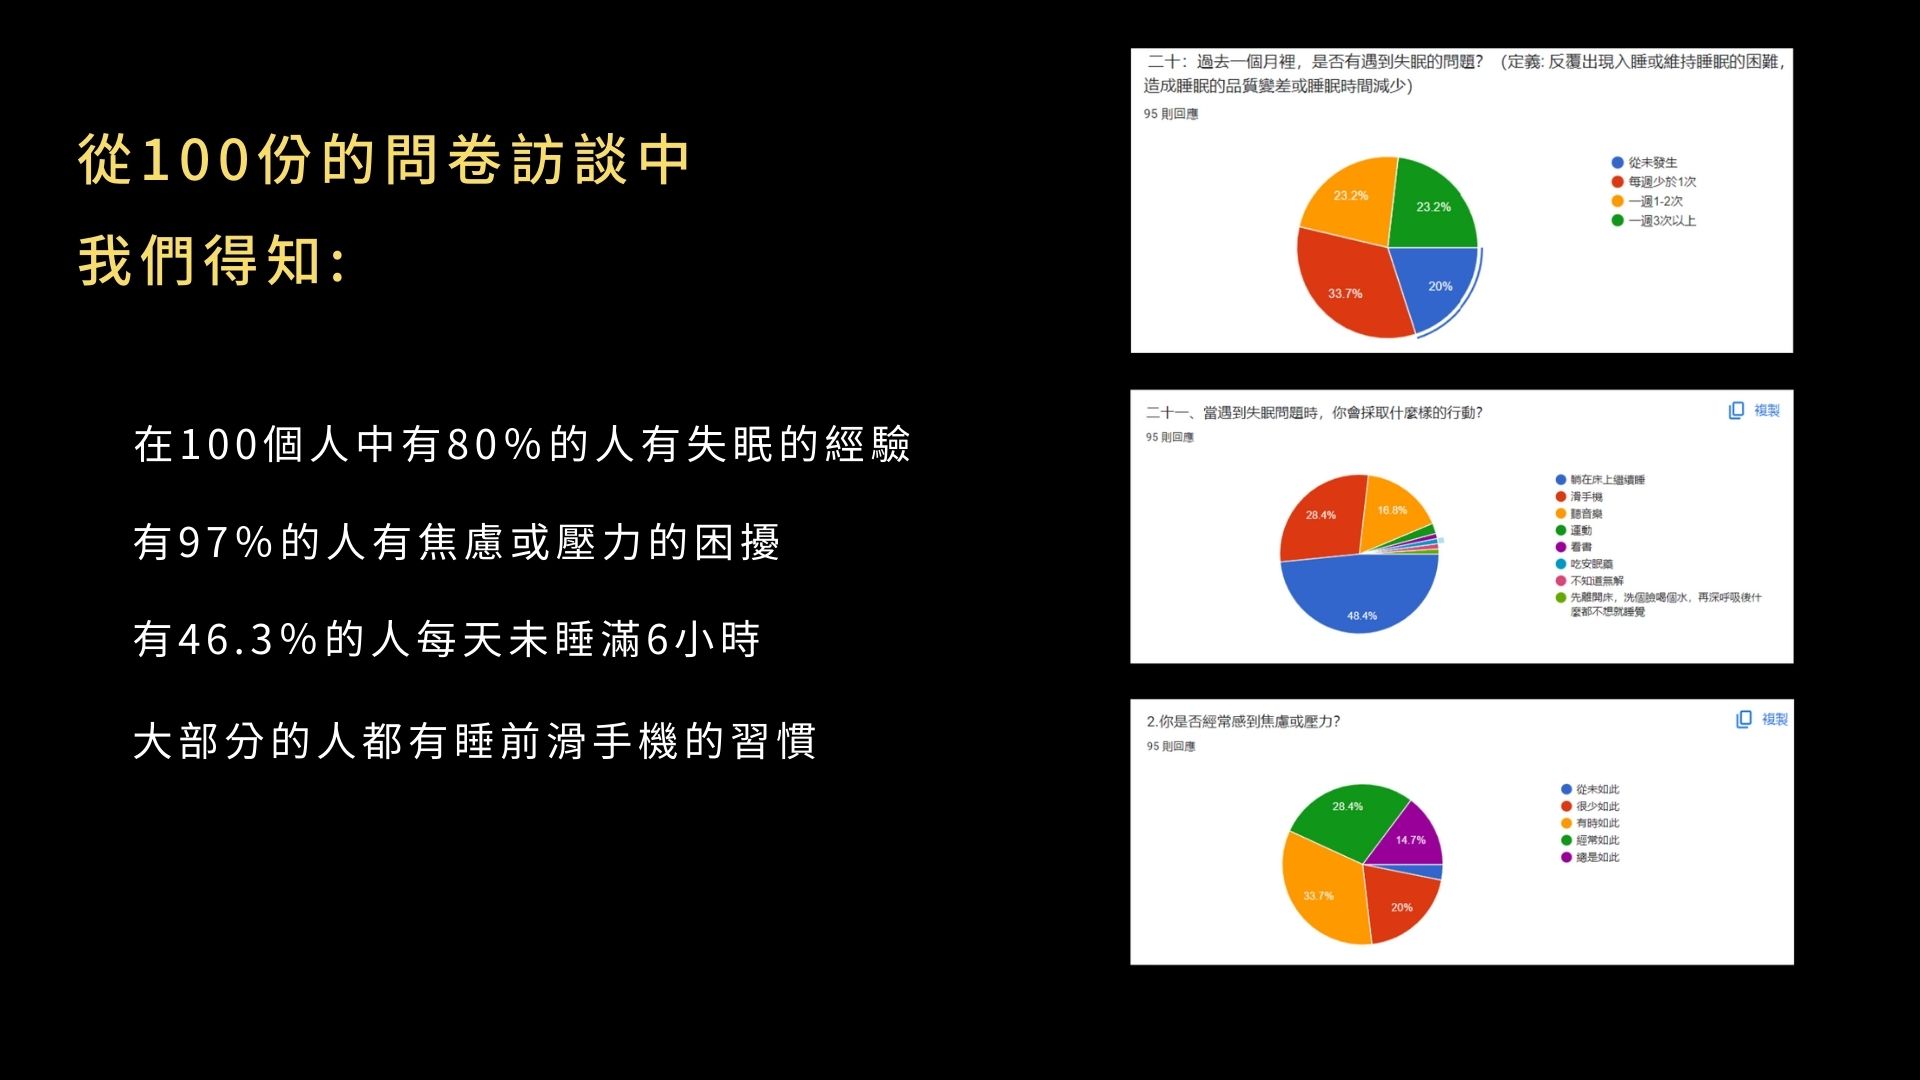 從100份的問卷訪談中
我們得知:
在100個人中有80%的人有失眠的經驗
有97%的人有焦慮或壓力的困擾
有46.3%的人每天未睡滿6小時
大部分的人都有睡前滑手機的習慣
二十: 過去一個月裡，是否有遇到失眠的問題? （定義: 反覆出現入睡或維持睡眠的困難，
造成睡眠的品質變差或睡眠時間減少）
95 則回應
23.2%
23.2%
33.7%
20%
從未發生
每週少於1次
一週1-2次
一週3次以上
二十一、當遇到失眠問題時，你會採取什麼樣的行動?
複製
95 則回應
28.4%
16.8%
48.4%
躺在床上繼續睡
滑手機
聽音樂
運動
看書
吃安眠藥
不知道無解
先離開床，洗個臉喝個水，再深呼吸後什
麼都不想就睡覺
2.你是否經常感到焦慮或壓力?
複製
95 則回應
28.4%
14.7%
33.7%
20%
從未如此
很少如此
有時如此
經常如此
總是如此